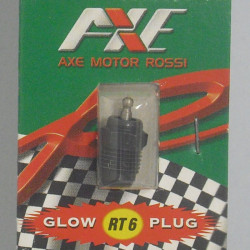 AXE
AXE MOTOR ROSSI
GLOW RT6 PLUG